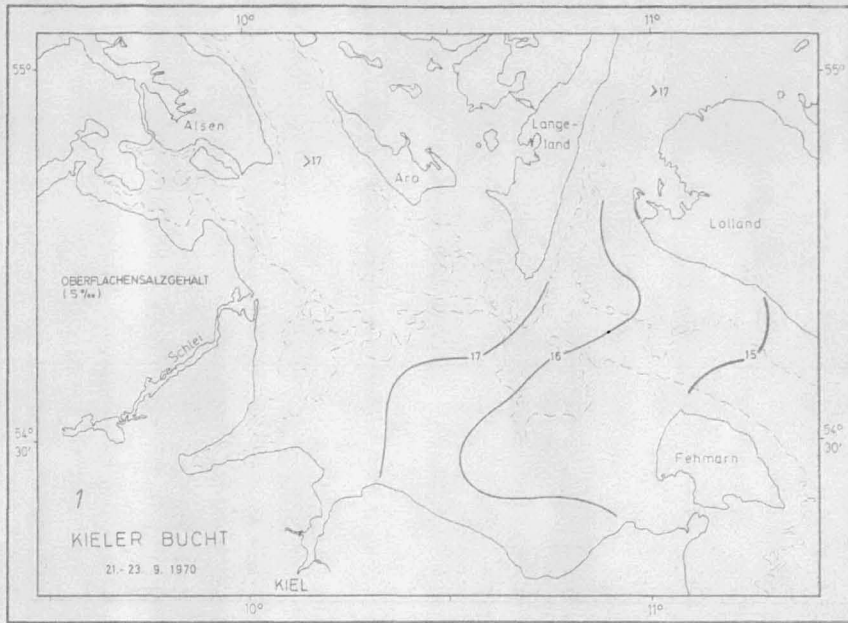 10°
11°
55°
55°
>17
Alsen
Lange-
land
>17
Arö
Lolland
OBERFLÄCHENSALZGEHALT
(S ‰)
Schlei
17
16
15
54°
30'
54°
30'
Fehmarn
1
KIELER BUCHT
21.- 23. 9. 1970
KIEL
10°
11°